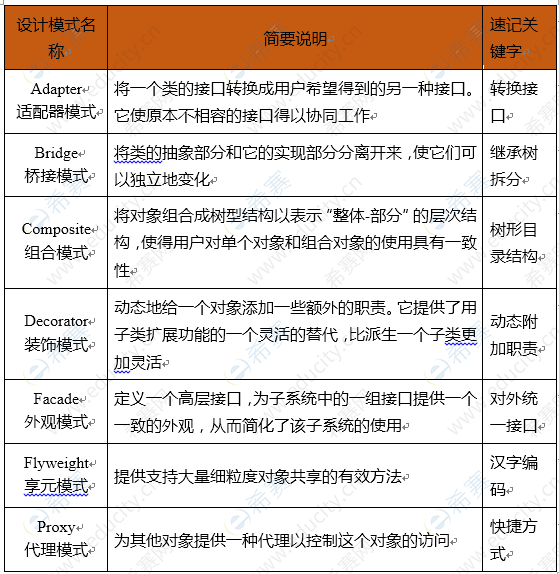 设计模式名
称
简要说明
速记关
键字
Adapter
适配器模式
将一个类的接口转换成用户希望得到的另一种接口。
它使原本不相容的接口得以协同工作
转换接
口
Bridge
桥接模式
将类的抽象部分和它的实现部分分离开来，使它们可
以独立地变化
继承树
拆分
Composite
组合模式
将对象组合成树型结构以表示“整体-部分”的层次结
构，使得用户对单个对象和组合对象的使用具有一致
性
树形目
录结构
Decorator
装饰模式
动态地给一个对象添加一些额外的职责。它提供了用
子类扩展功能的一个灵活的替代，比派生一个子类更
加灵活
动态附
加职责
Facade
外观模式
定义一个高层接口，为子系统中的一组接口提供一个
一致的外观，从而简化了该子系统的使用
对外统
一接口
Flyweight
享元模式
提供支持大量细粒度对象共享的有效方法
汉字编
码
Proxy
代理模式
为其他对象提供一种代理以控制这个对象的访问
快捷方
式
希赛
www.educity.cn